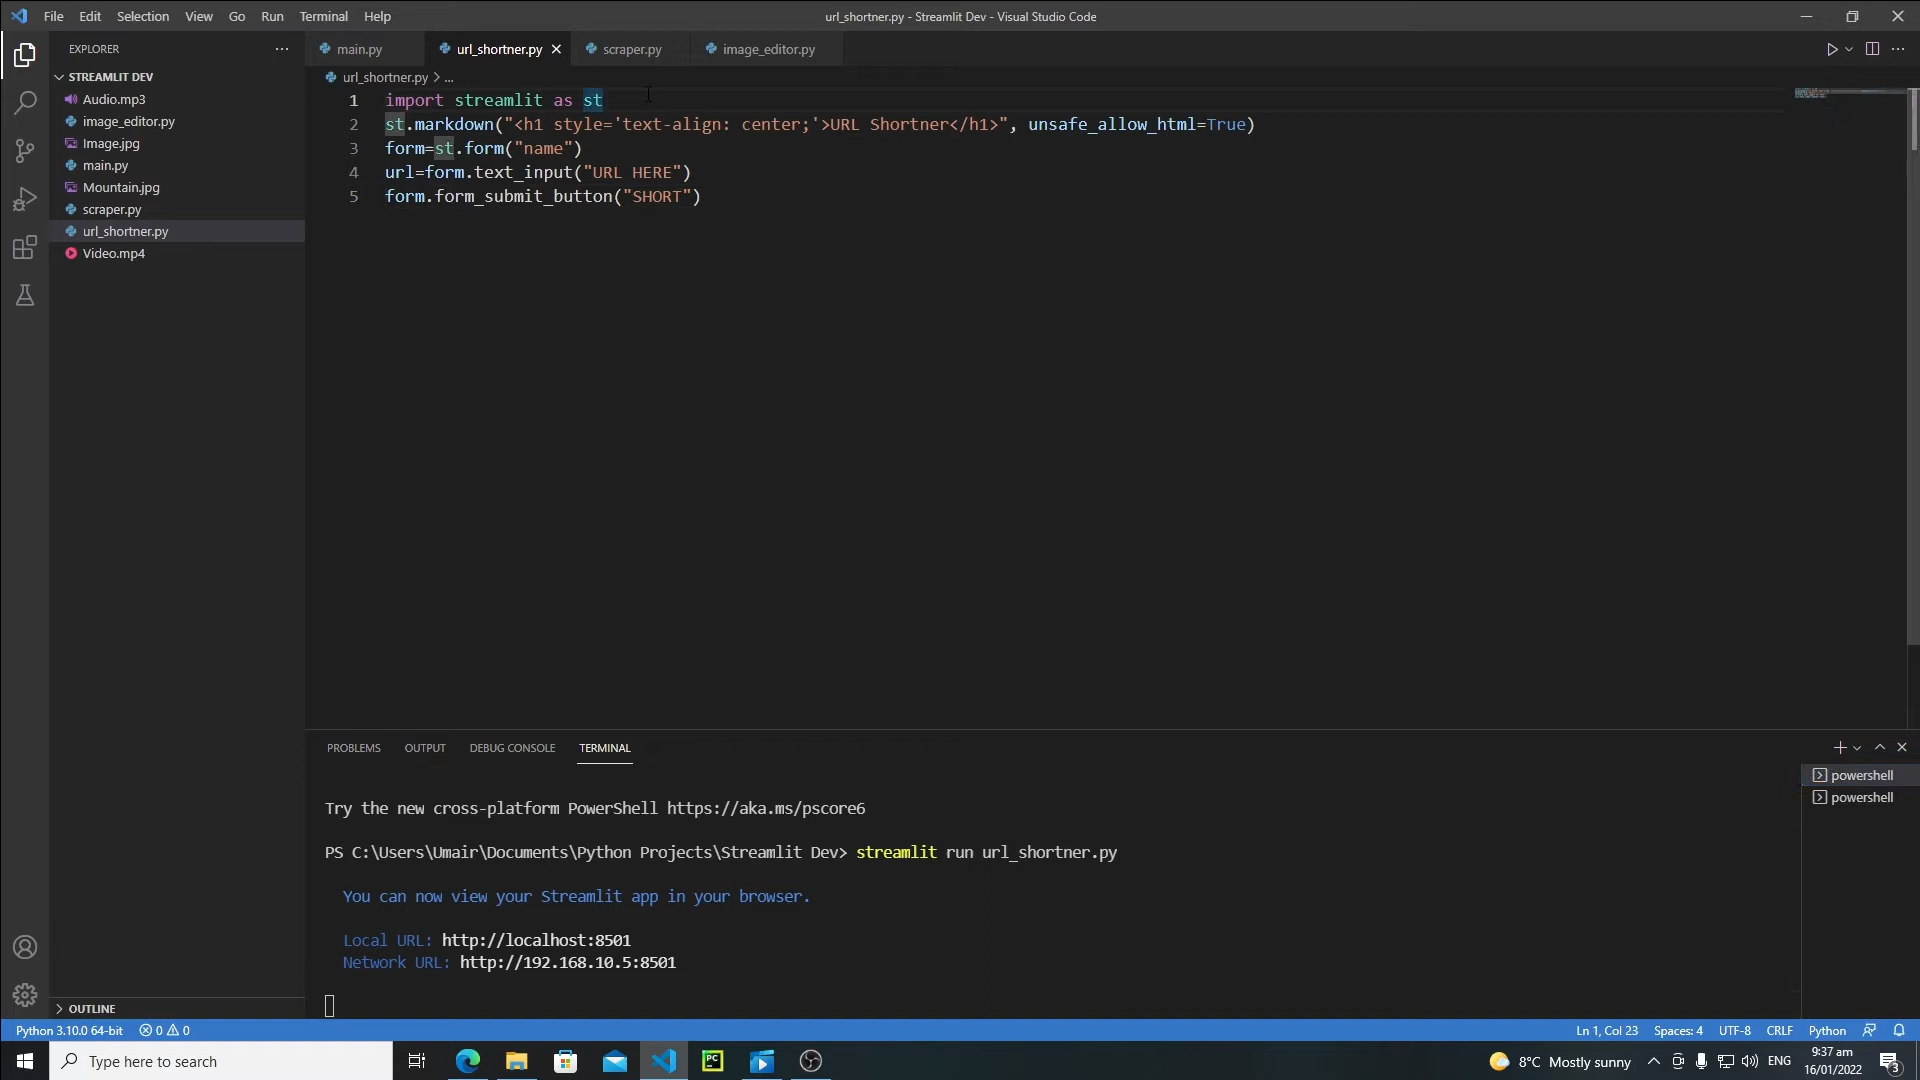 File Edit Selection View Go Run Terminal Help
url_shortner.py - Streamlit Dev - Visual Studio Code
EXPLORER
STREAMLIT DEV
Audio.mp3
image_editor.py
Image.jpg
main.py
Mountain.jpg
scraper.py
url_shortner.py
Video.mp4
OUTLINE
main.py url_shortner.py scraper.py image_editor.py
url_shortner.py > ...
1 import streamlit as st
2 st.markdown("<h1 style='text-align: center;'>URL Shortner</h1>", unsafe_allow_html=True)
3 form=st.form("name")
4 url=form.text_input("URL HERE")
5 form.form_submit_button("SHORT")
PROBLEMS OUTPUT DEBUG CONSOLE TERMINAL
powershell
powershell
Try the new cross-platform PowerShell https://aka.ms/pscore6
PS C:\Users\Umair\Documents\Python Projects\Streamlit Dev> streamlit run url_shortner.py
You can now view your Streamlit app in your browser.
Local URL: http://localhost:8501
Network URL: http://192.168.10.5:8501
Python 3.10.0 64-bit 0 0
Ln 1, Col 23 Spaces: 4 UTF-8 CRLF Python
Type here to search
PC
8°C Mostly sunny
ENG
9:37 am
16/01/2022
3